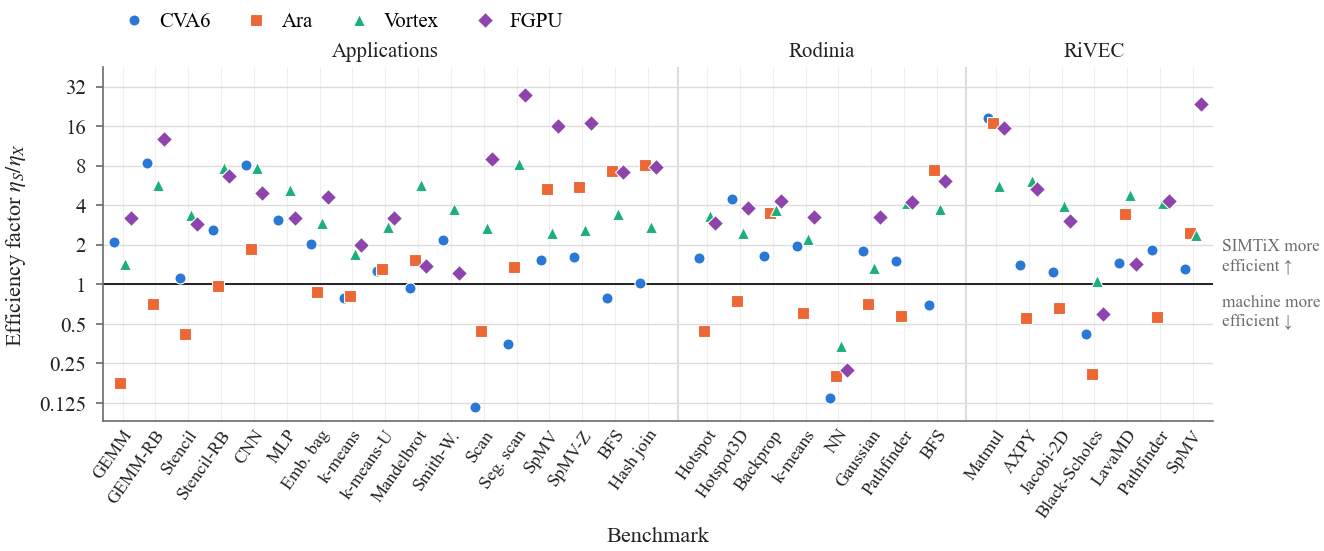 CVA6 Ara Vortex FGPU
Applications Rodinia RiVEC
Efficiency factor ηS/ηX
32
16
8
4
2
1
0.5
0.25
0.125
SIMTiX more
efficient ↑
machine more
efficient ↓
GEMM
GEMM-RB
Stencil
Stencil-RB
CNN
MLP
Emb. bag
k-means
k-means-U
Mandelbrot
Smith-W.
Scan
Seg. scan
SpMV
SpMV-Z
BFS
Hash join
Hotspot
Hotspot3D
Backprop
k-means
NN
Gaussian
Pathfinder
BFS
Matmul
AXPY
Jacobi-2D
Black-Scholes
LavaMD
Pathfinder
SpMV
Benchmark